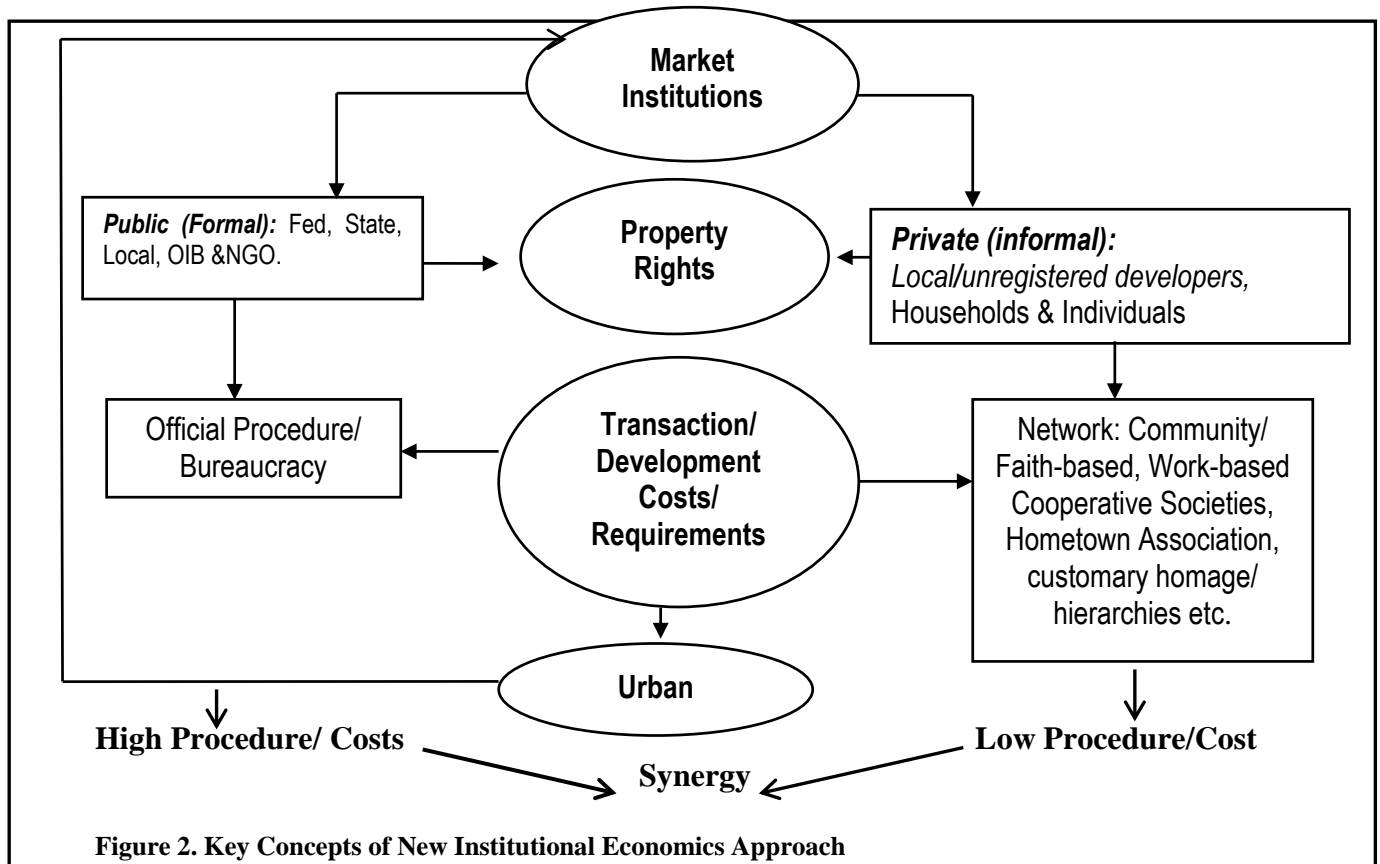 Market
Institutions
Public (Formal): Fed, State,
Local, OIB &NGO.
Property
Rights
Private (informal):
Local/unregistered developers,
Households & Individuals
Official Procedure/
Bureaucracy
Transaction/
Development
Costs/
Requirements
Network: Community/
Faith-based, Work-based
Cooperative Societies,
Hometown Association,
customary homage/
hierarchies etc.
Urban
High Procedure/ Costs
Low Procedure/Cost
Synergy
Figure 2. Key Concepts of New Institutional Economics Approach